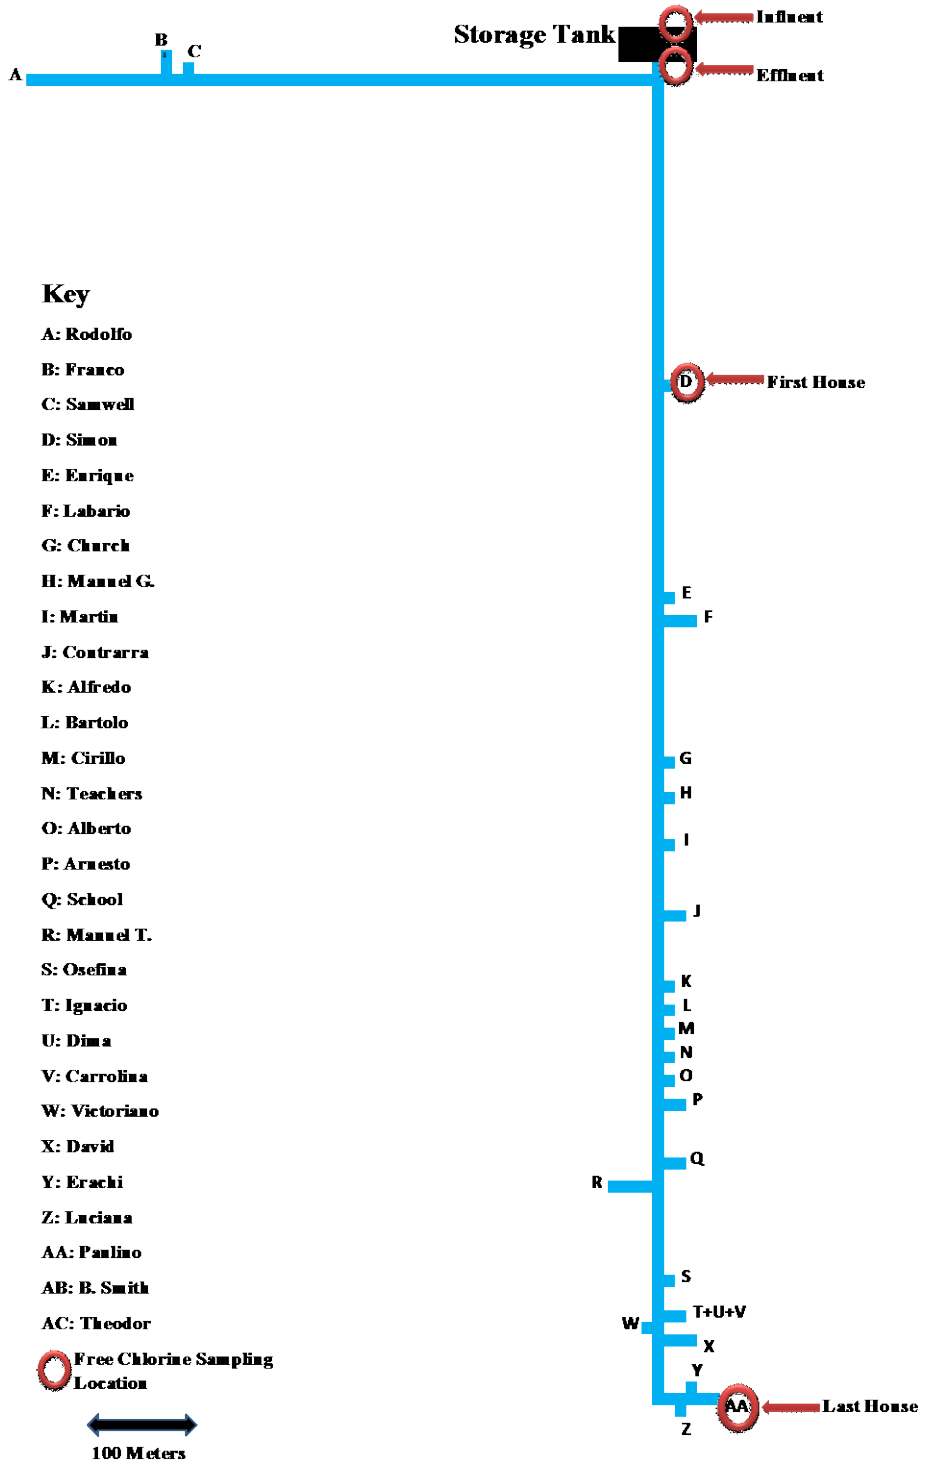 Influent
Storage Tank
Effluent
B
C
A
Key
A: Rodolfo
B: Franco
C: Samwell
D: Simon
E: Enrique
F: Labario
G: Church
H: Manuel G.
I: Martin
J: Contrarra
K: Alfredo
L: Bartolo
M: Cirillo
N: Teachers
O: Alberto
P: Arnesto
Q: School
R: Manuel T.
S: Osefina
T: Ignacio
U: Dima
V: Carrolina
W: Victoriano
X: David
Y: Erachi
Z: Luciana
AA: Paulino
AB: B. Smith
AC: Theodor
Free Chlorine Sampling
Location
100 Meters
D
First House
E
F
G
H
I
J
K
L
M
N
O
P
Q
R
S
T+U+V
W
X
Y
AA
Last House
Z